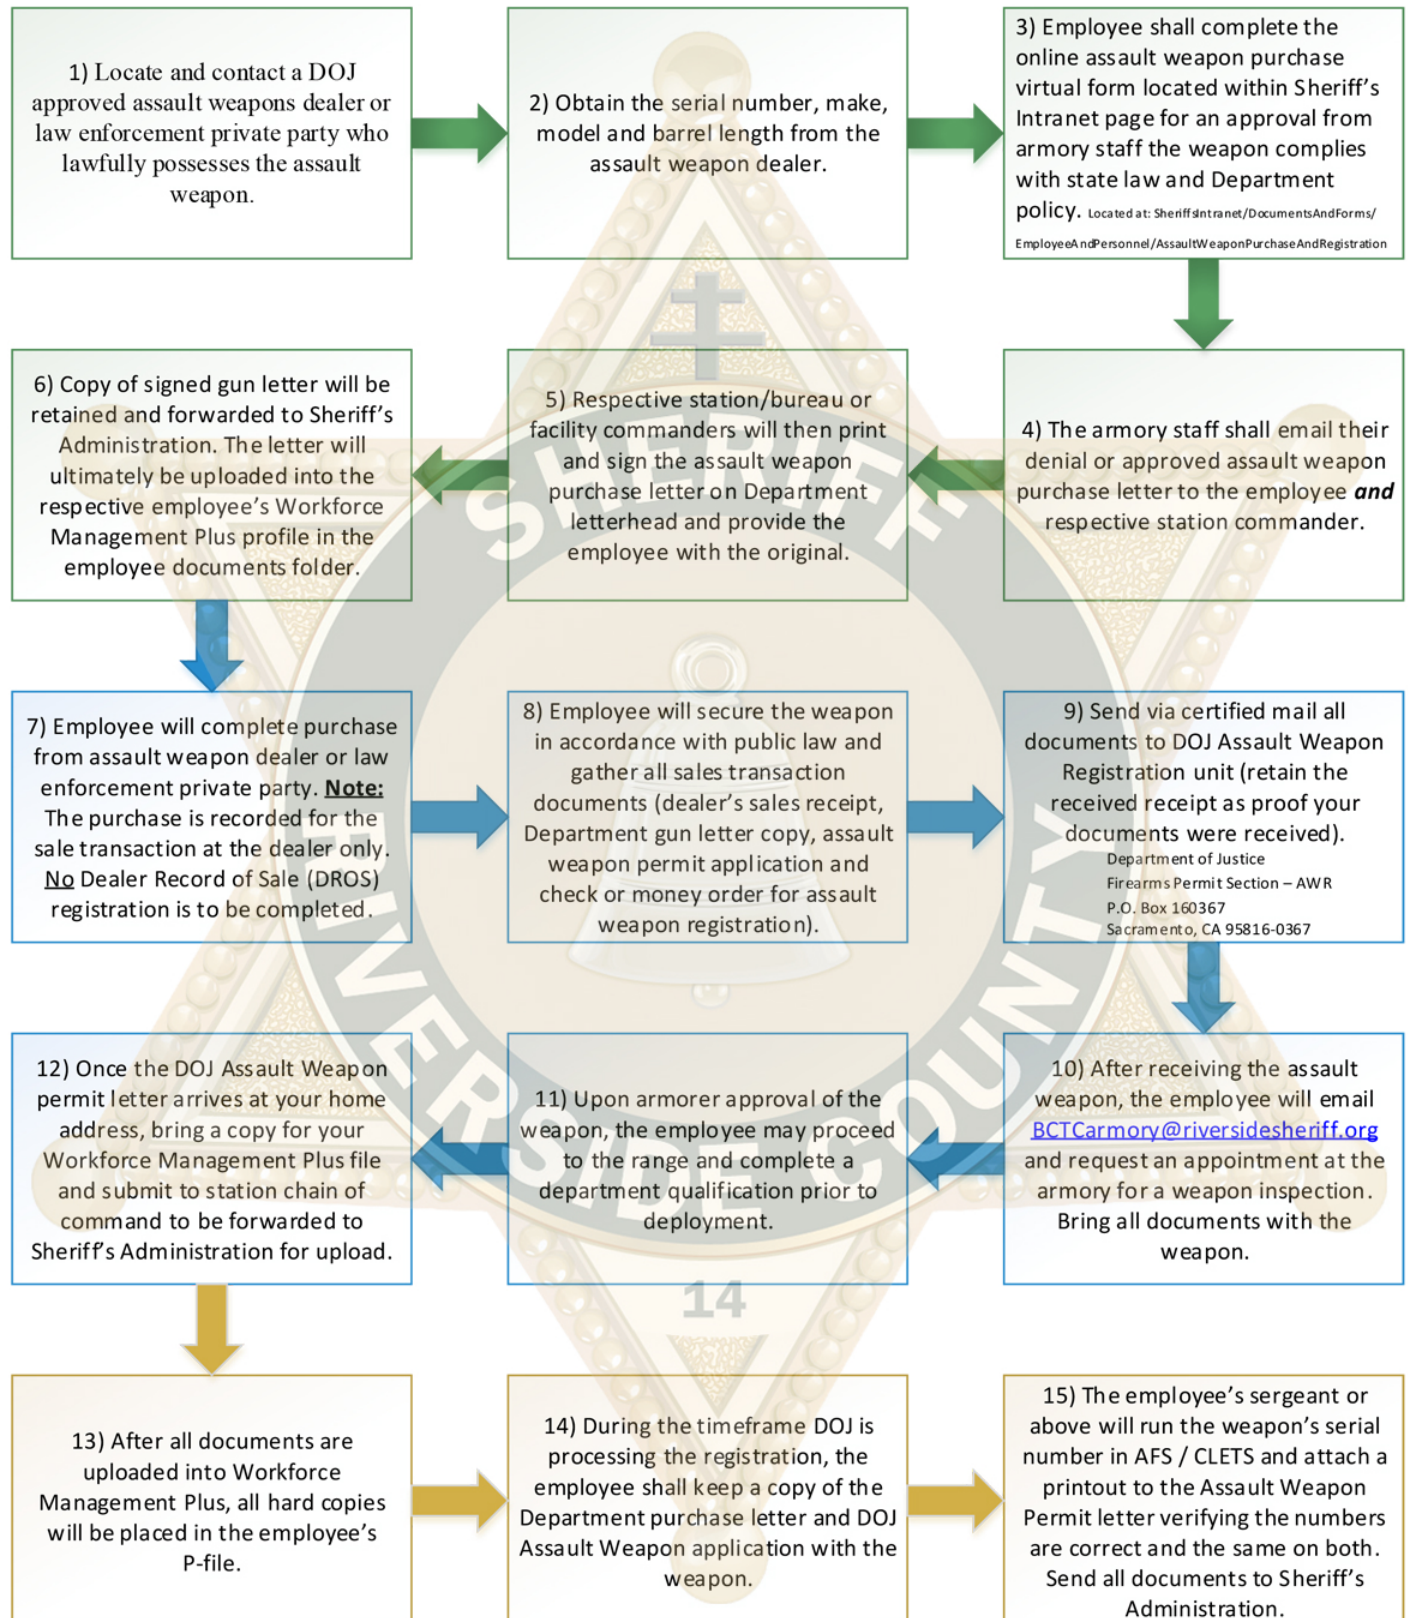 1) Locate and contact a DOJ
approved assault weapons dealer or
law enforcement private party who
lawfully possesses the assault
weapon.
2) Obtain the serial number, make,
model and barrel length from the
assault weapon dealer.
3) Employee shall complete the
online assault weapon purchase
virtual form located within Sheriff's
Intranet page for an approval from
armory staff the weapon complies
with state law and Department
policy. Located at: SheriffsIntranet/DocumentsAndForms/
EmployeeAndPersonnel/AssaultWeaponPurchaseAndRegistration
4) The armory staff shall email their
denial or approved assault weapon
purchase letter to the employee and
respective station commander.
5) Respective station/bureau or
facility commanders will then print
and sign the assault weapon
purchase letter on Department
letterhead and provide the
employee with the original.
6) Copy of signed gun letter will be
retained and forwarded to Sheriff's
Administration. The letter will
ultimately be uploaded into the
respective employee's Workforce
Management Plus profile in the
employee documents folder.
7) Employee will complete purchase
from assault weapon dealer or law
enforcement private party. Note:
The purchase is recorded for the
sale transaction at the dealer only.
No Dealer Record of Sale (DROS)
registration is to be completed.
8) Employee will secure the weapon
in accordance with public law and
gather all sales transaction
documents (dealer's sales receipt,
Department gun letter copy, assault
weapon permit application and
check or money order for assault
weapon registration).
9) Send via certified mail all
documents to DOJ Assault Weapon
Registration unit (retain the
received receipt as proof your
documents were received).
Department of Justice
Firearms Permit Section – AWR
P.O. Box 160367
Sacramento, CA 95816-0367
10) After receiving the assault
weapon, the employee will email
BCTCarmory@riversidesheriff.org
and request an appointment at the
armory for a weapon inspection.
Bring all documents with the
weapon.
11) Upon armorer approval of the
weapon, the employee may proceed
to the range and complete a
department qualification prior to
deployment.
12) Once the DOJ Assault Weapon
permit letter arrives at your home
address, bring a copy for your
Workforce Management Plus file
and submit to station chain of
command to be forwarded to
Sheriff's Administration for upload.
13) After all documents are
uploaded into Workforce
Management Plus, all hard copies
will be placed in the employee's
P-file.
14) During the timeframe DOJ is
processing the registration, the
employee shall keep a copy of the
Department purchase letter and DOJ
Assault Weapon application with the
weapon.
15) The employee's sergeant or
above will run the weapon's serial
number in AFS / CLETS and attach a
printout to the Assault Weapon
Permit letter verifying the numbers
are correct and the same on both.
Send all documents to Sheriff's
Administration.
SHERIFF
RIVERSIDE COUNTY
14